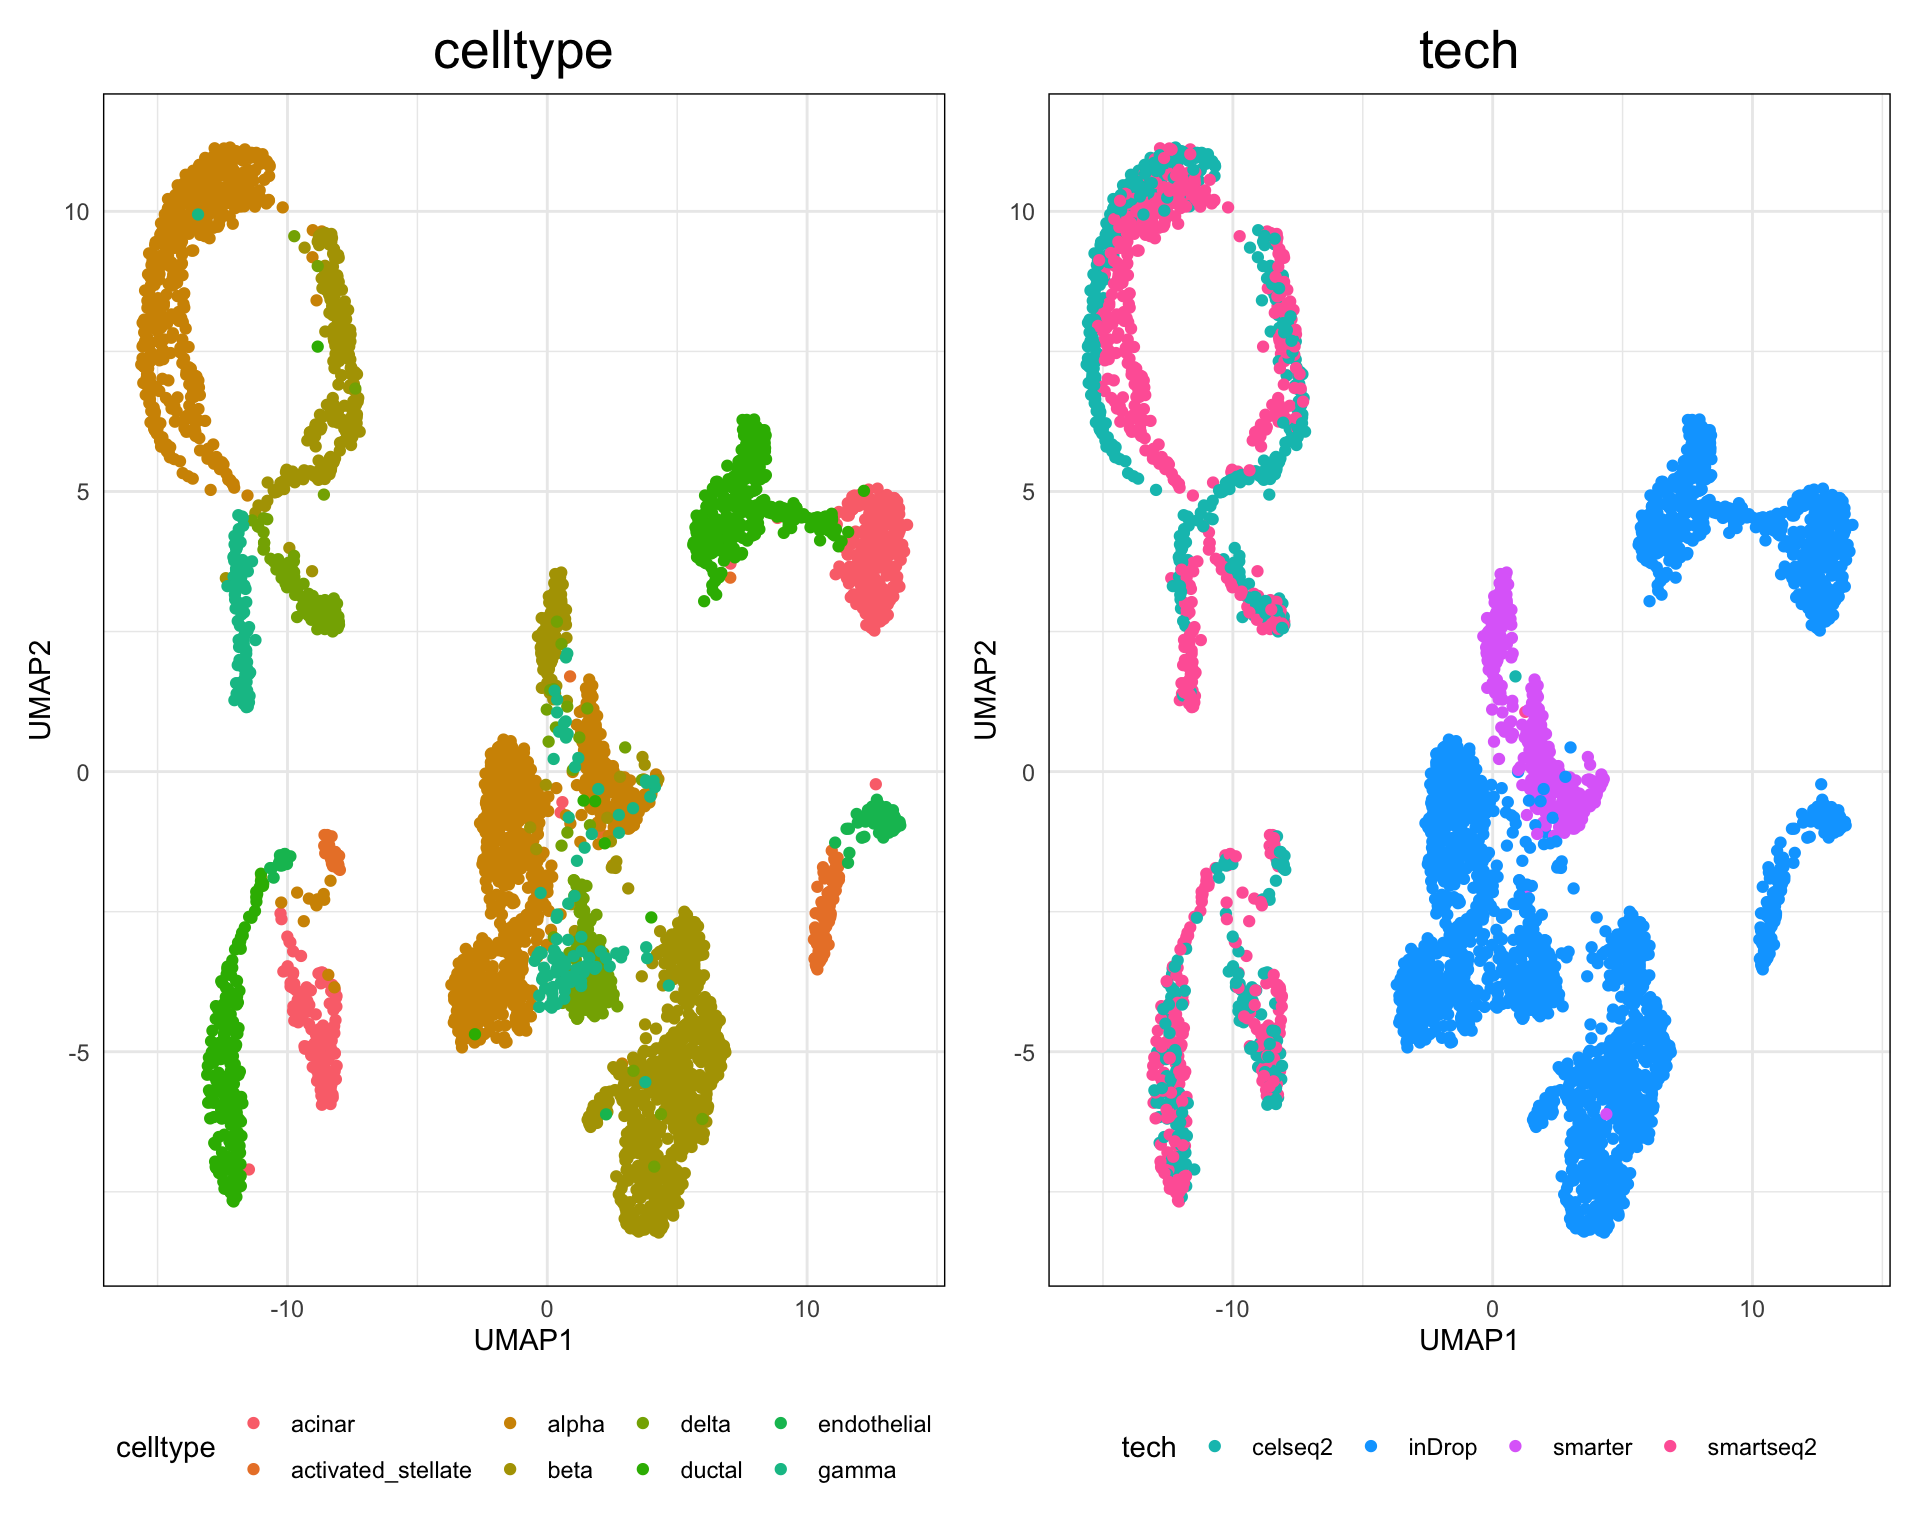 celltype
tech
10
5
0
-5
UMAP2
-10
0
10
UMAP1
10
5
0
-5
UMAP2
-10
0
10
UMAP1
celltype
acinar
alpha
delta
endothelial
activated_stellate
beta
ductal
gamma
tech
celseq2
inDrop
smarter
smartseq2